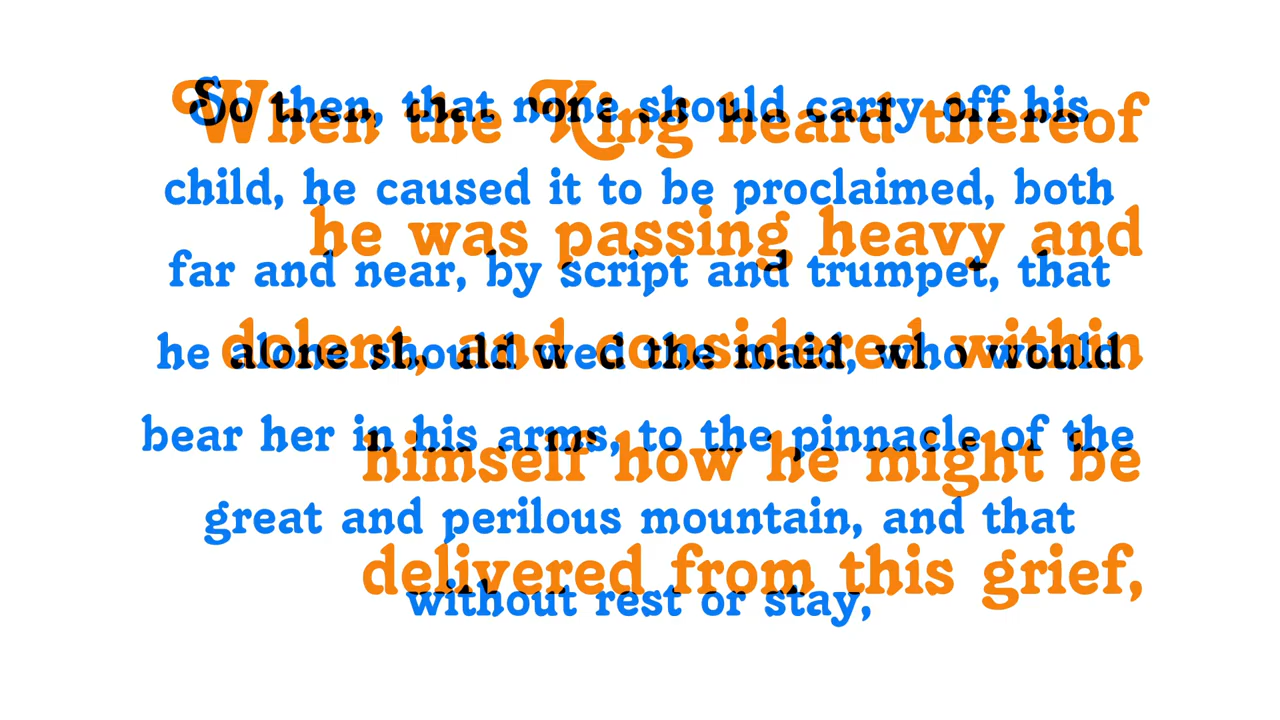 So then, that none should carry off his
child, he caused it to be proclaimed, both
far and near, by script and trumpet, that
he alone should wed the maid, who would
bear her in his arms, to the pinnacle of the
great and perilous mountain, and that
without rest or stay,
When the King heard thereof
he was passing heavy and
dolent, and considered within
himself how he might be
delivered from this grief,